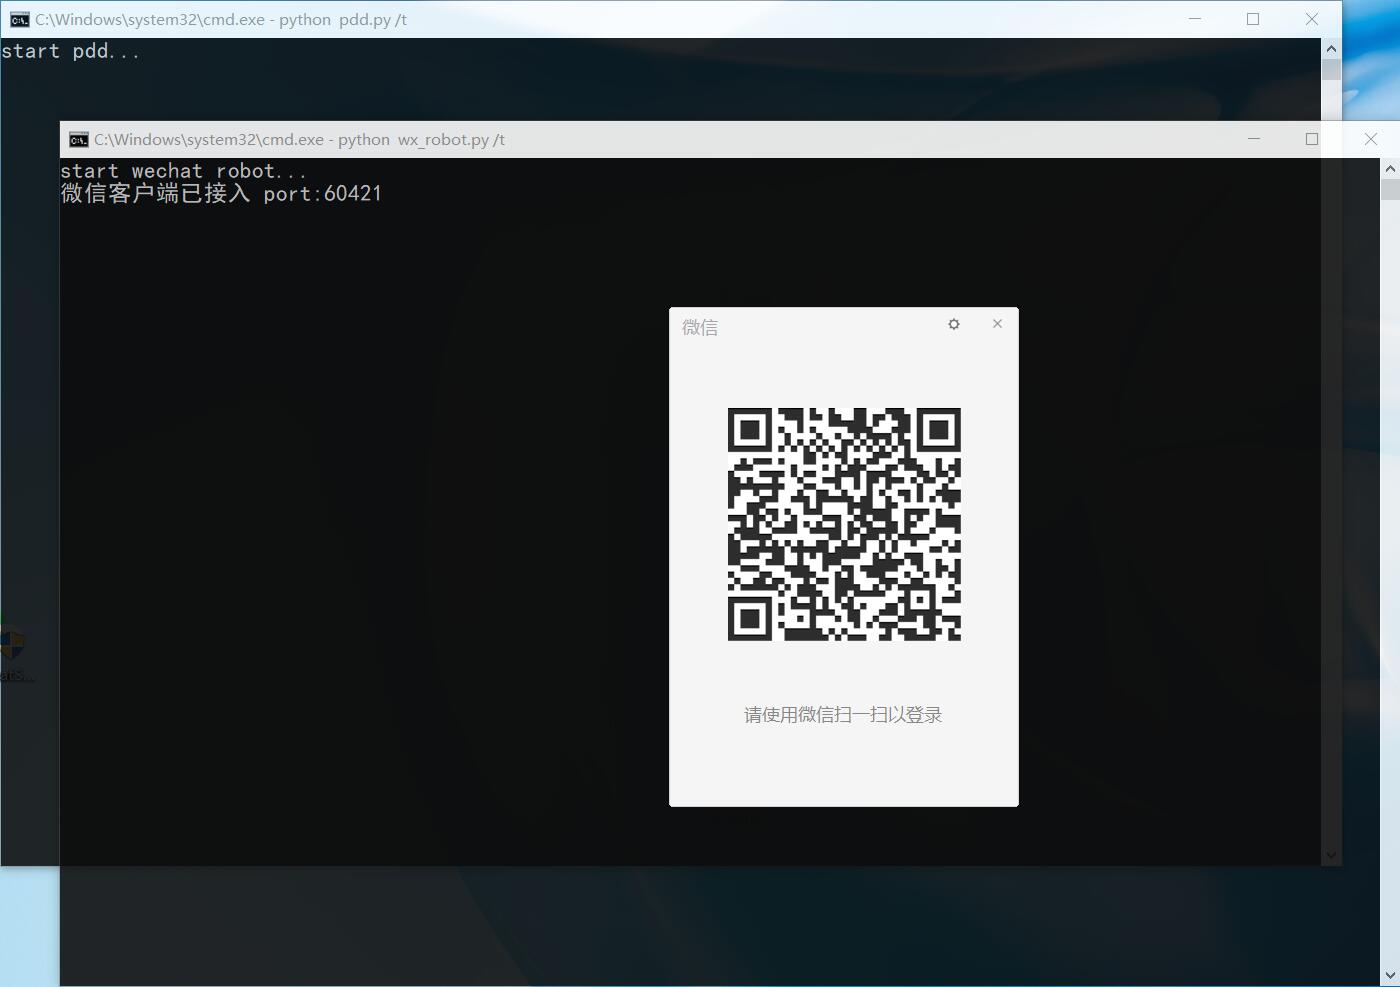 C:\Windows\system32\cmd.exe - python  pdd.py /t
start pdd...
C:\Windows\system32\cmd.exe - python  wx_robot.py /t
start wechat robot...
微信客户端已接入 port:60421
微信
请使用微信扫一扫以登录